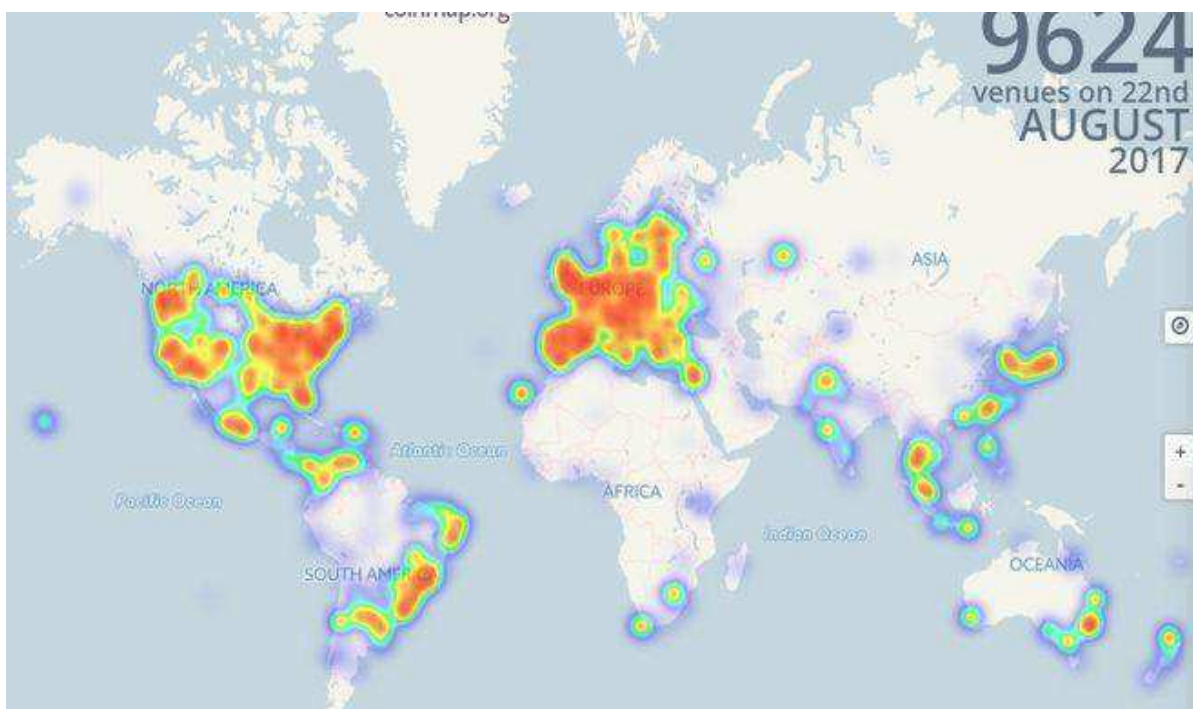 coinmap.org
9624
venues on 22nd
AUGUST
2017
ASIA
NORTH AMERICA
EUROPE
Atlantic Ocean
AFRICA
Pacific Ocean
Indian Ocean
OCEANIA
SOUTH AMERICA
+
-